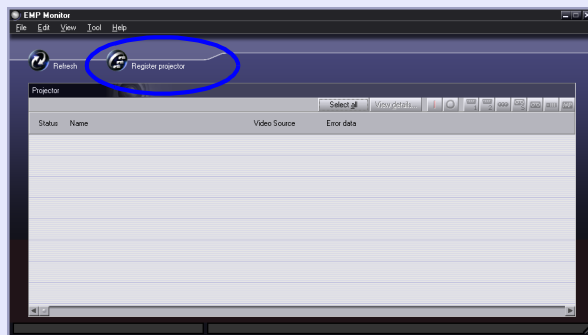 EMP Monitor
File Edit View Tool Help
Refresh Register projector
Projector
Select all View details...
Status Name Video Source Error data